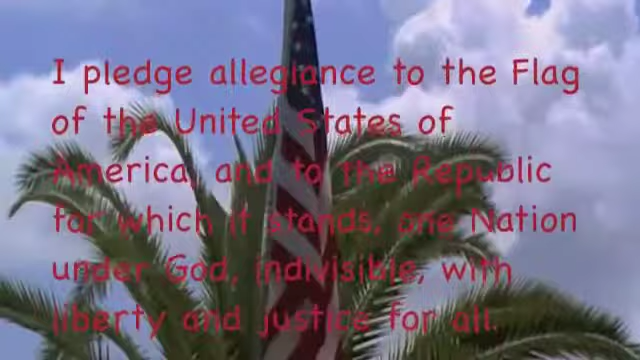 I pledge allegiance to the Flag
of the United States of
America, and to the Republic
for which it stands, one Nation
under God, indivisible, with
liberty and justice for all.